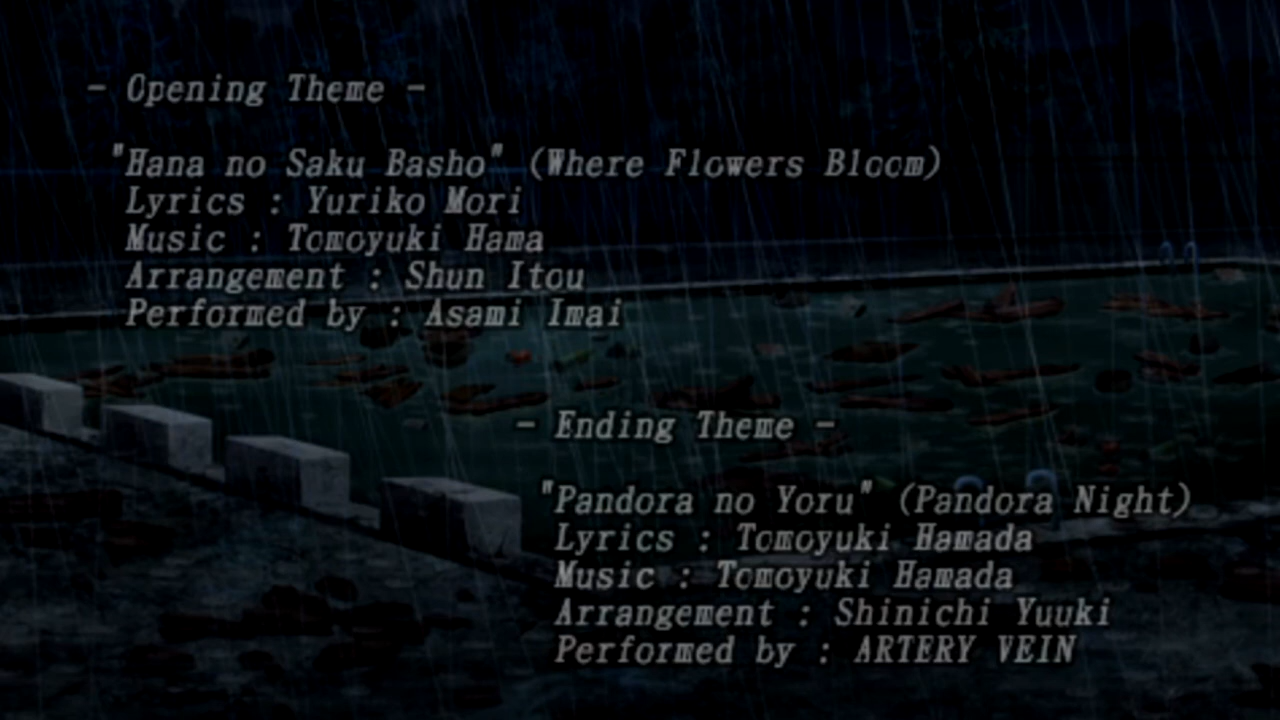 - Opening Theme -
"Hana no Saku Basho" (Where Flowers Bloom)
Lyrics : Yuriko Mori
Music : Tomoyuki Hama
Arrangement : Shun Itou
Performed by : Asami Imai
- Ending Theme -
"Pandora no Yoru" (Pandora Night)
Lyrics : Tomoyuki Hamada
Music : Tomoyuki Hamada
Arrangement : Shinichi Yuuki
Performed by : ARTERY VEIN